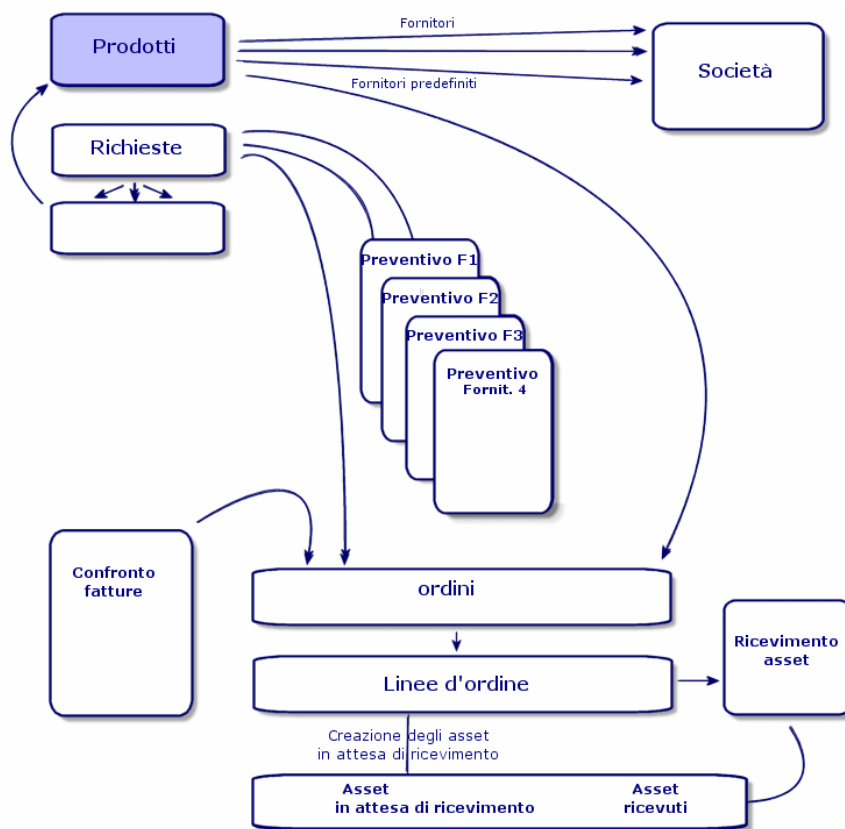 Fornitori
Prodotti
Società
Fornitori predefiniti
Richieste
Preventivo F1
Preventivo F2
Preventivo F3
Preventivo
Fornit. 4
Confronto
fatture
ordini
Ricevimento
asset
Linee d'ordine
Creazione degli asset
in attesa di ricevimento
Asset
in attesa di ricevimento
Asset
ricevuti